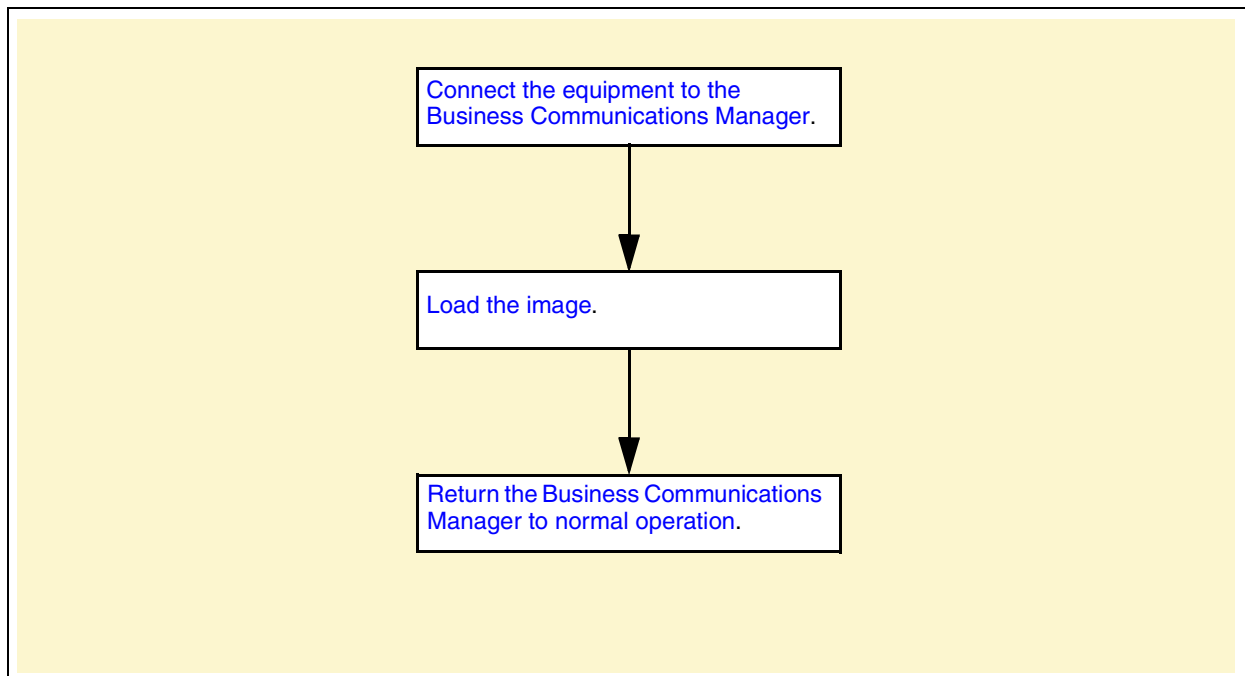 Connect the equipment to the
Business Communications Manager.
Load the image.
Return the Business Communications
Manager to normal operation.